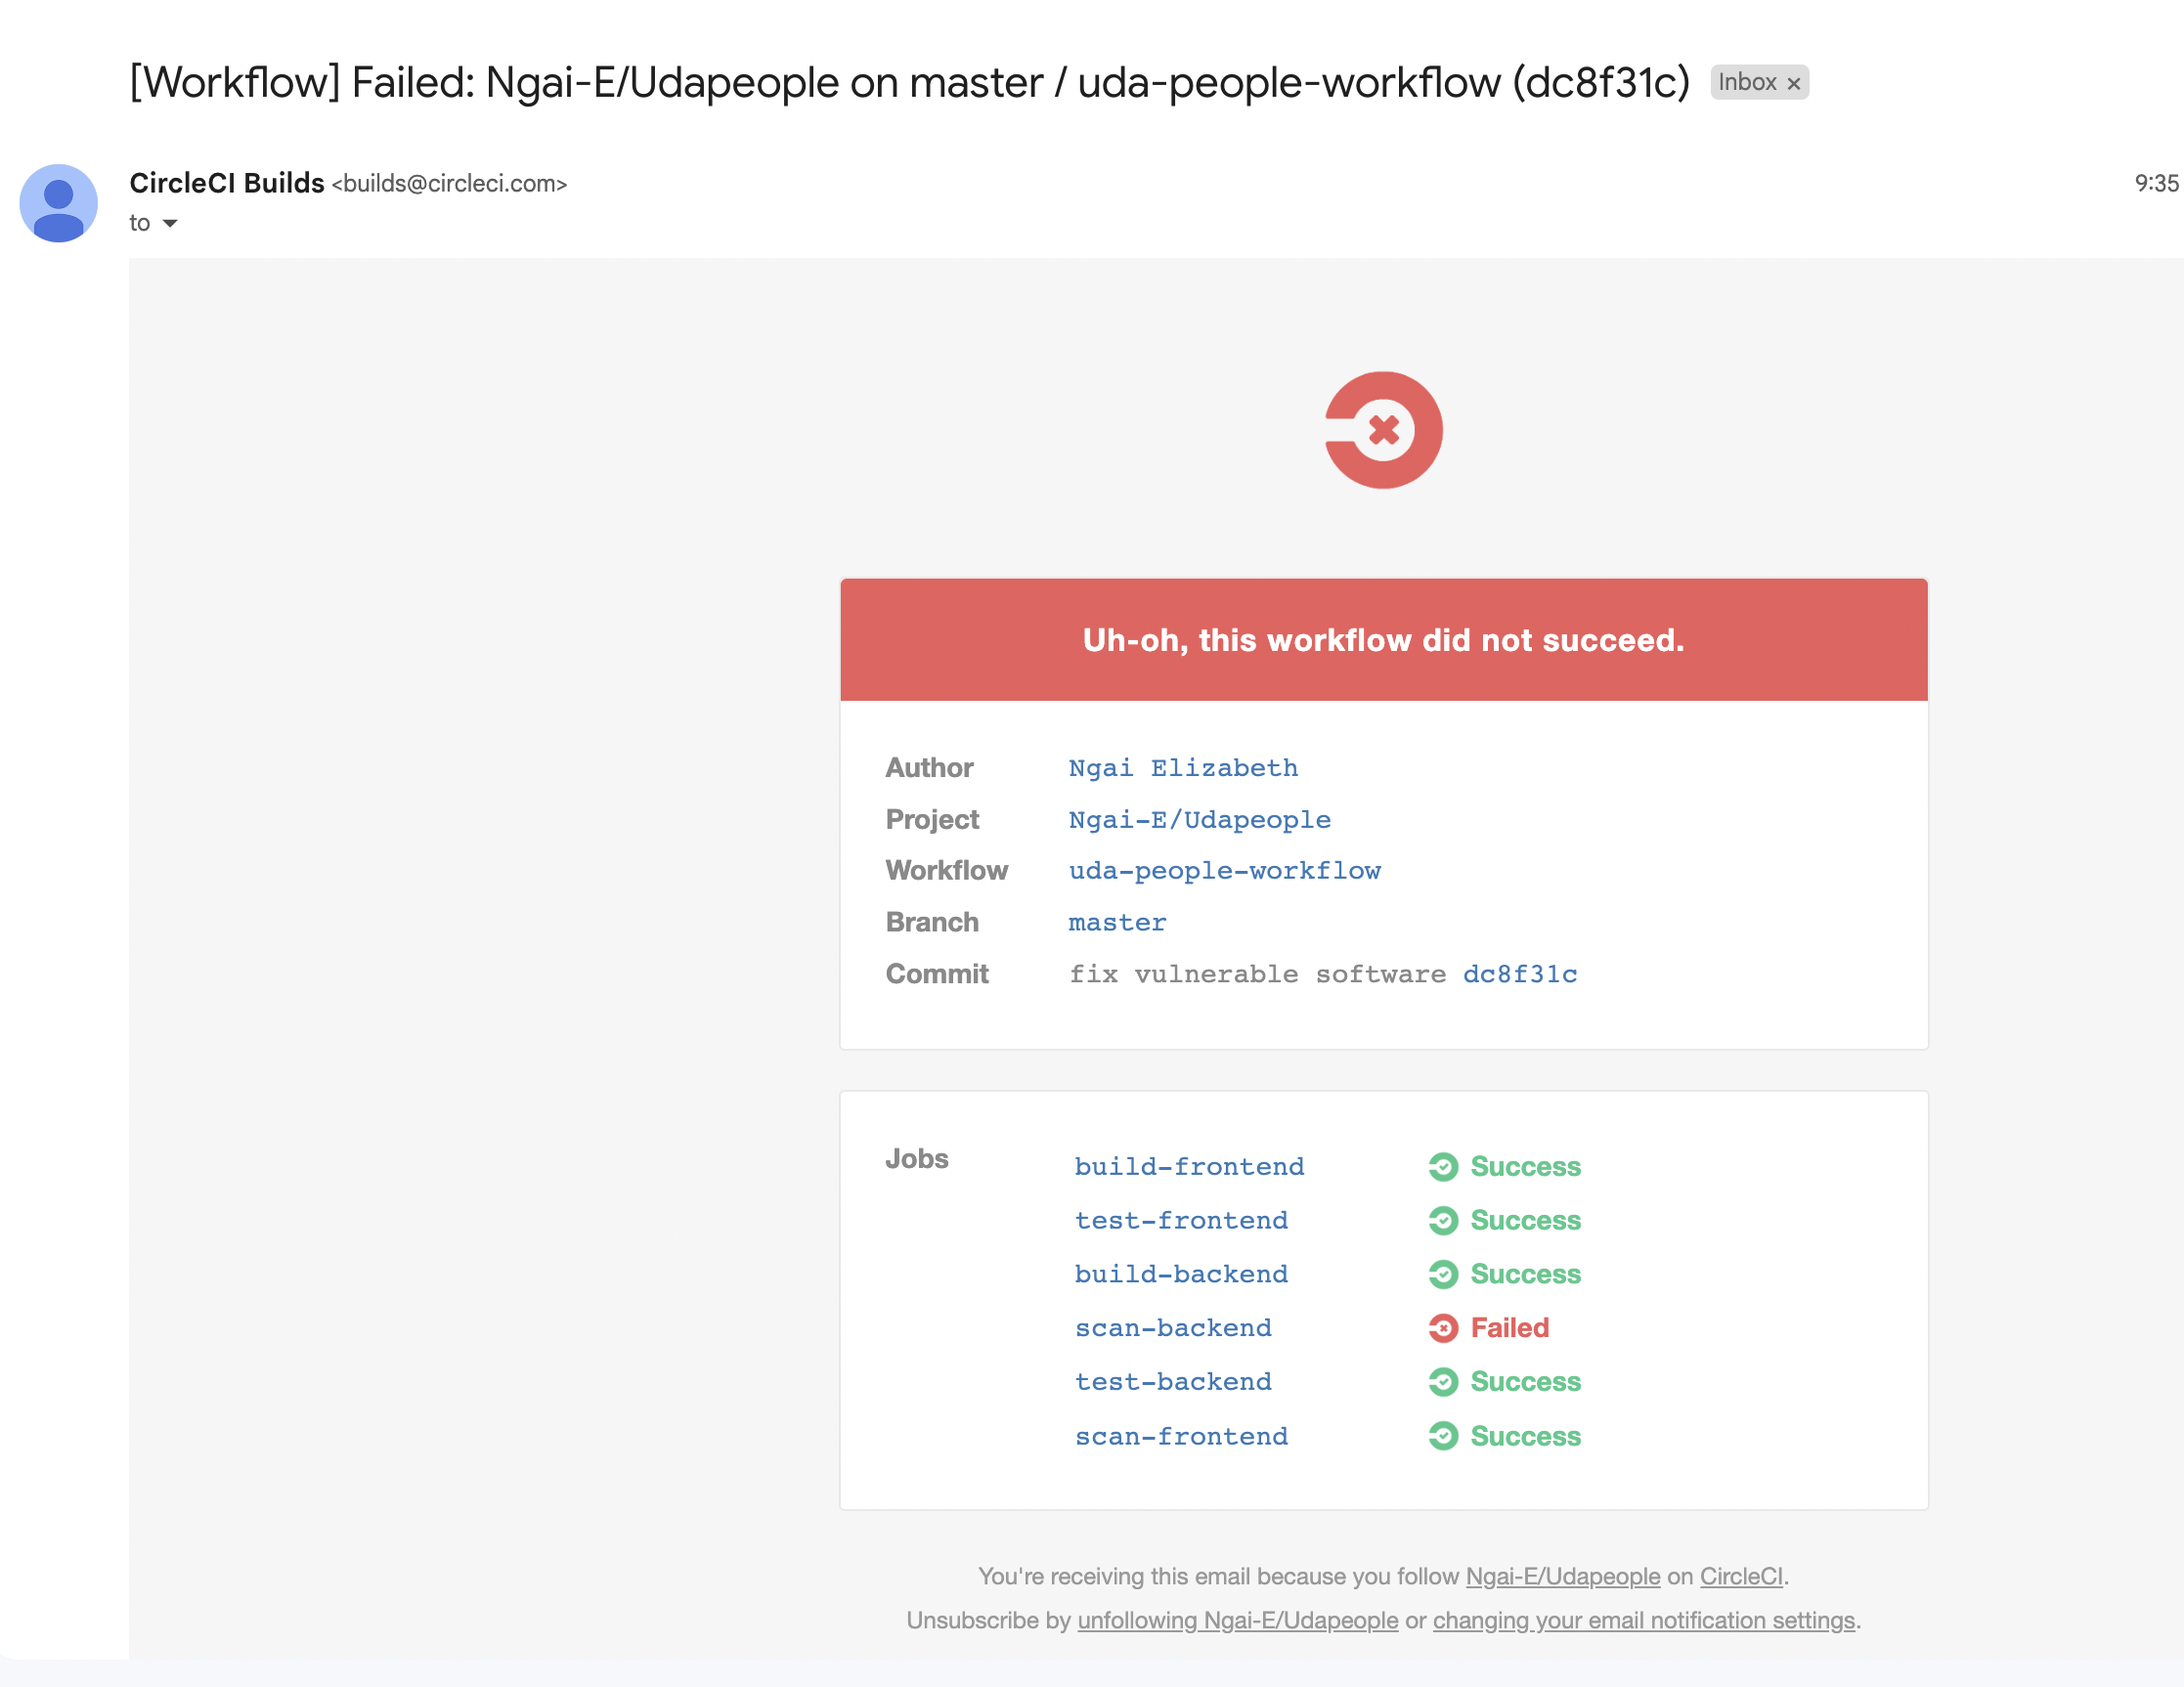 [Workflow] Failed: Ngai-E/Udapeople on master / uda-people-workflow (dc8f31c) Inbox ×
CircleCI Builds <builds@circleci.com> 9:35
to
Uh-oh, this workflow did not succeed.
Author Ngai Elizabeth
Project Ngai-E/Udapeople
Workflow uda-people-workflow
Branch master
Commit fix vulnerable software dc8f31c
Jobs build-frontend Success
test-frontend Success
build-backend Success
scan-backend Failed
test-backend Success
scan-frontend Success
You're receiving this email because you follow Ngai-E/Udapeople on CircleCI.
Unsubscribe by unfollowing Ngai-E/Udapeople or changing your email notification settings.